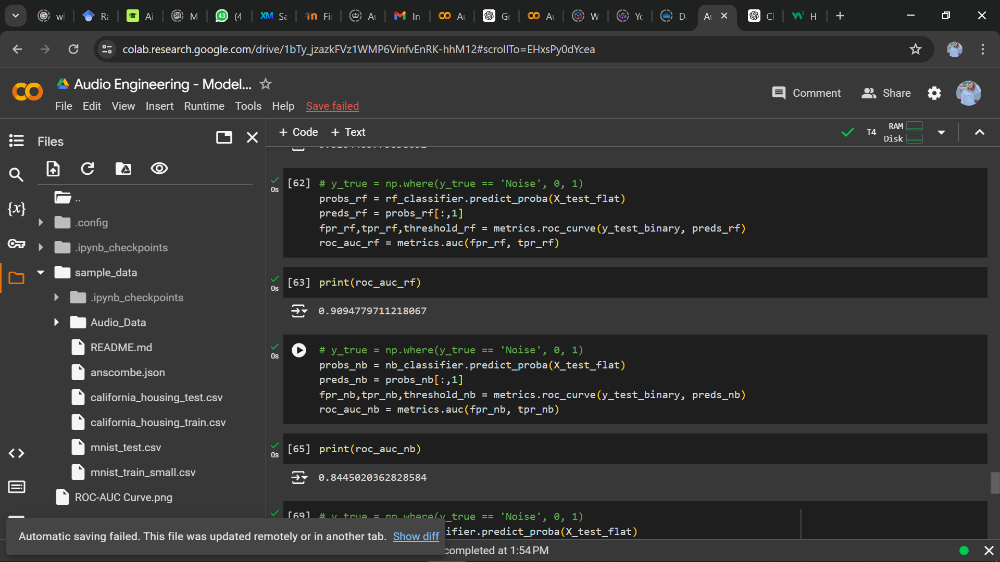 wh
Ra
Ai
M
43
(4
XM
Sa
Fi
Au
In
Au
G
Au
W
Yo
D
Au
Cl
H
colab.research.google.com/drive/1bTy_jzazkFVz1WMP6VinfvEnRK-hhM12#scrollTo=EHxsPy0dYcea
Audio Engineering - Model...
File Edit View Insert Runtime Tools Help Save failed
Comment
Share
Files
+ Code + Text
T4
RAM
Disk
..
.config
.ipynb_checkpoints
sample_data
.ipynb_checkpoints
Audio_Data
README.md
anscombe.json
california_housing_test.csv
california_housing_train.csv
mnist_test.csv
mnist_train_small.csv
ROC-AUC Curve.png
{x}
0s
[62]
# y_true = np.where(y_true == 'Noise', 0, 1)
probs_rf = rf_classifier.predict_proba(X_test_flat)
preds_rf = probs_rf[:,1]
fpr_rf,tpr_rf,threshold_rf = metrics.roc_curve(y_test_binary, preds_rf)
roc_auc_rf = metrics.auc(fpr_rf, tpr_rf)
0s
[63] print(roc_auc_rf)
0.9094779711218067
0s
# y_true = np.where(y_true == 'Noise', 0, 1)
probs_nb = nb_classifier.predict_proba(X_test_flat)
preds_nb = probs_nb[:,1]
fpr_nb,tpr_nb,threshold_nb = metrics.roc_curve(y_test_binary, preds_nb)
roc_auc_nb = metrics.auc(fpr_nb, tpr_nb)
0s
[65] print(roc_auc_nb)
0.8445020362828584
[69] # y_true = np.where(y_true == 'Noise', 0, 1)
ifier.predict_proba(X_test_flat)
Automatic saving failed. This file was updated remotely or in another tab. Show diff
completed at 1:54 PM